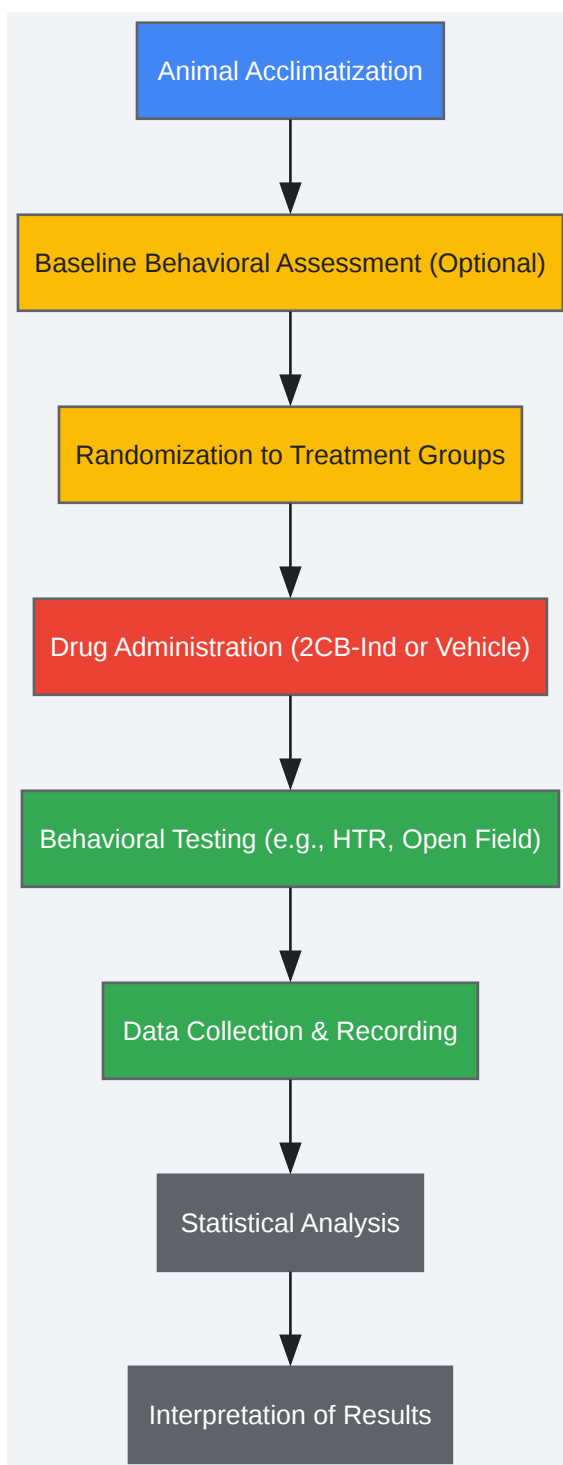 Animal Acclimatization
Baseline Behavioral Assessment (Optional)
Randomization to Treatment Groups
Drug Administration (2CB-Ind or Vehicle)
Behavioral Testing (e.g., HTR, Open Field)
Data Collection & Recording
Statistical Analysis
Interpretation of Results